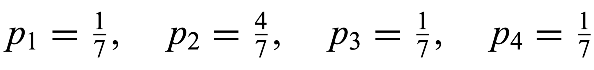 p₁ = 1/7, p₂ = 4/7, p₃ = 1/7, p₄ = 1/7